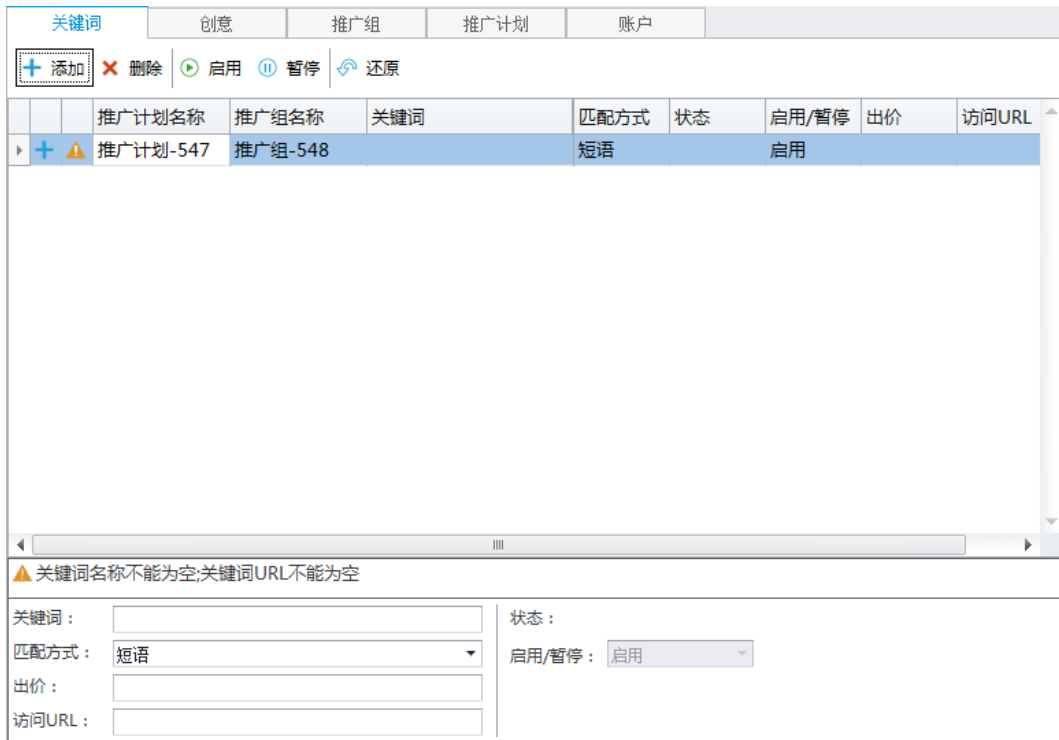 关键词 创意 推广组 推广计划 账户
添加 删除 启用 暂停 还原
推广计划名称 推广组名称 关键词 匹配方式 状态 启用/暂停 出价 访问URL
推广计划-547 推广组-548 短语 启用
关键词名称不能为空;关键词URL不能为空
关键词： 状态：
匹配方式： 短语 启用/暂停： 启用
出价：
访问URL：